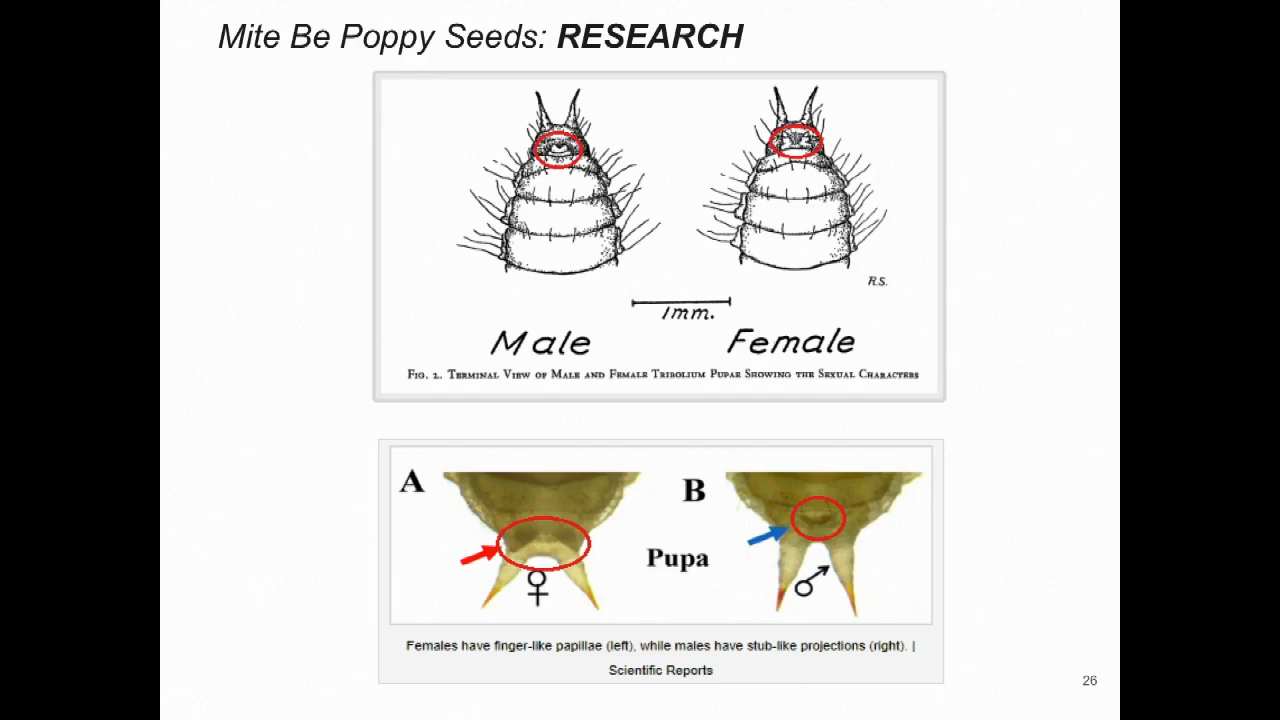 Mite Be Poppy Seeds: RESEARCH
R.S.
1mm.
Male Female
Fig. 2. Terminal View of Male and Female Tribolium Pupae Showing the Sexual Characters
A B
Pupa
♀ ♂
Females have finger-like papillae (left), while males have stub-like projections (right). |
Scientific Reports
26